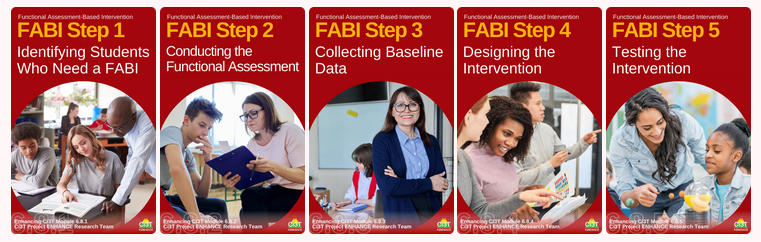 Functional Assessment-Based Intervention
FABI Step 1
Identifying Students
Who Need a FABI
Enhancing Ci3T Module 6.8.1
Ci3T Project ENHANCE Research Team
Functional Assessment-Based Intervention
FABI Step 2
Conducting the
Functional Assessment
Enhancing Ci3T Module 6.8.2
Ci3T Project ENHANCE Research Team
Functional Assessment-Based Intervention
FABI Step 3
Collecting Baseline
Data
Enhancing Ci3T Module 6.8.3
Ci3T Project ENHANCE Research Team
Functional Assessment-Based Intervention
FABI Step 4
Designing the
Intervention
Enhancing Ci3T Module 6.8.4
Ci3T Project ENHANCE Research Team
Functional Assessment-Based Intervention
FABI Step 5
Testing the
Intervention
Enhancing Ci3T Module 6.8.5
Ci3T Project ENHANCE Research Team